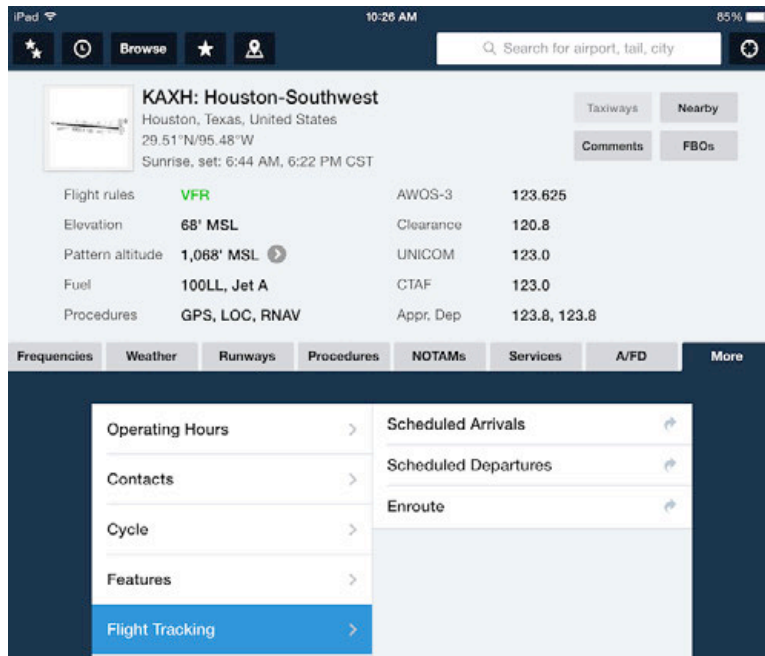 iPad 10:26 AM 85%
Browse Search for airport, tail, city
KAXH: Houston-Southwest
Houston, Texas, United States
29.51°N/95.48°W
Sunrise, set: 6:44 AM, 6:22 PM CST
Taxiways Nearby
Comments FBOs
Flight rules VFR AWOS-3 123.625
Elevation 68' MSL Clearance 120.8
Pattern altitude 1,068' MSL UNICOM 123.0
Fuel 100LL, Jet A CTAF 123.0
Procedures GPS, LOC, RNAV Appr, Dep 123.8, 123.8
Frequencies Weather Runways Procedures NOTAMs Services A/FD More
Operating Hours
Contacts
Cycle
Features
Flight Tracking
Scheduled Arrivals
Scheduled Departures
Enroute